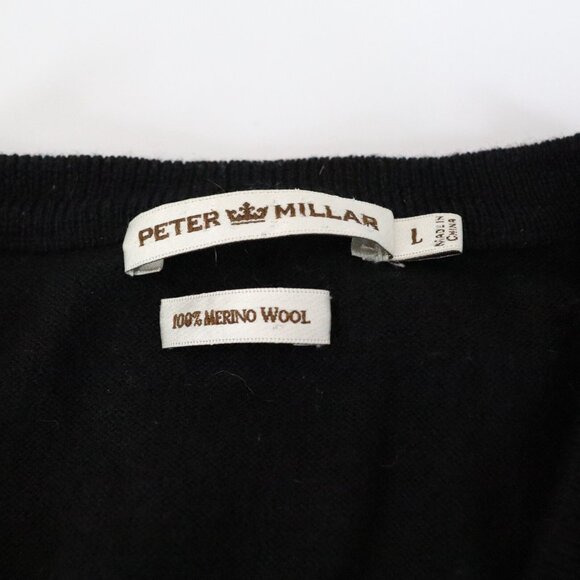 PETER MILLAR
L
MADE IN
CHINA
100% MERINO WOOL